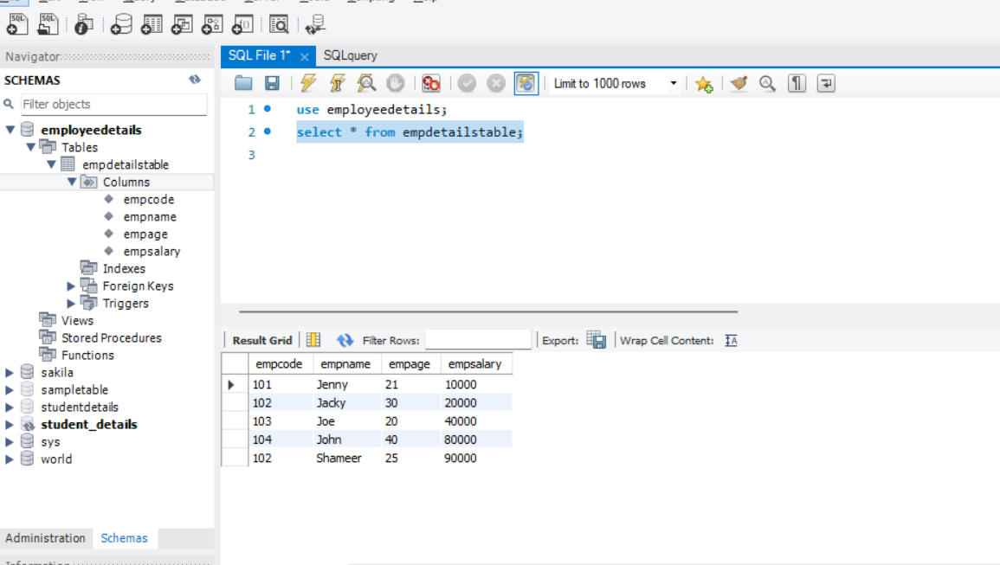 SQL SQL
Navigator
SCHEMAS
Filter objects
employeedetails
Tables
empdetailstable
Columns
empcode
empname
empage
empsalary
Indexes
Foreign Keys
Triggers
Views
Stored Procedures
Functions
sakila
sampletable
studentdetails
student_details
sys
world
Administration Schemas
SQL File 1* × SQLquery
Limit to 1000 rows
1 use employeedetails;
2 select * from empdetailstable;
3
Result Grid Filter Rows: Export: Wrap Cell Content:
empcode empname empage empsalary
101 Jenny 21 10000
102 Jacky 30 20000
103 Joe 20 40000
104 John 40 80000
102 Shameer 25 90000